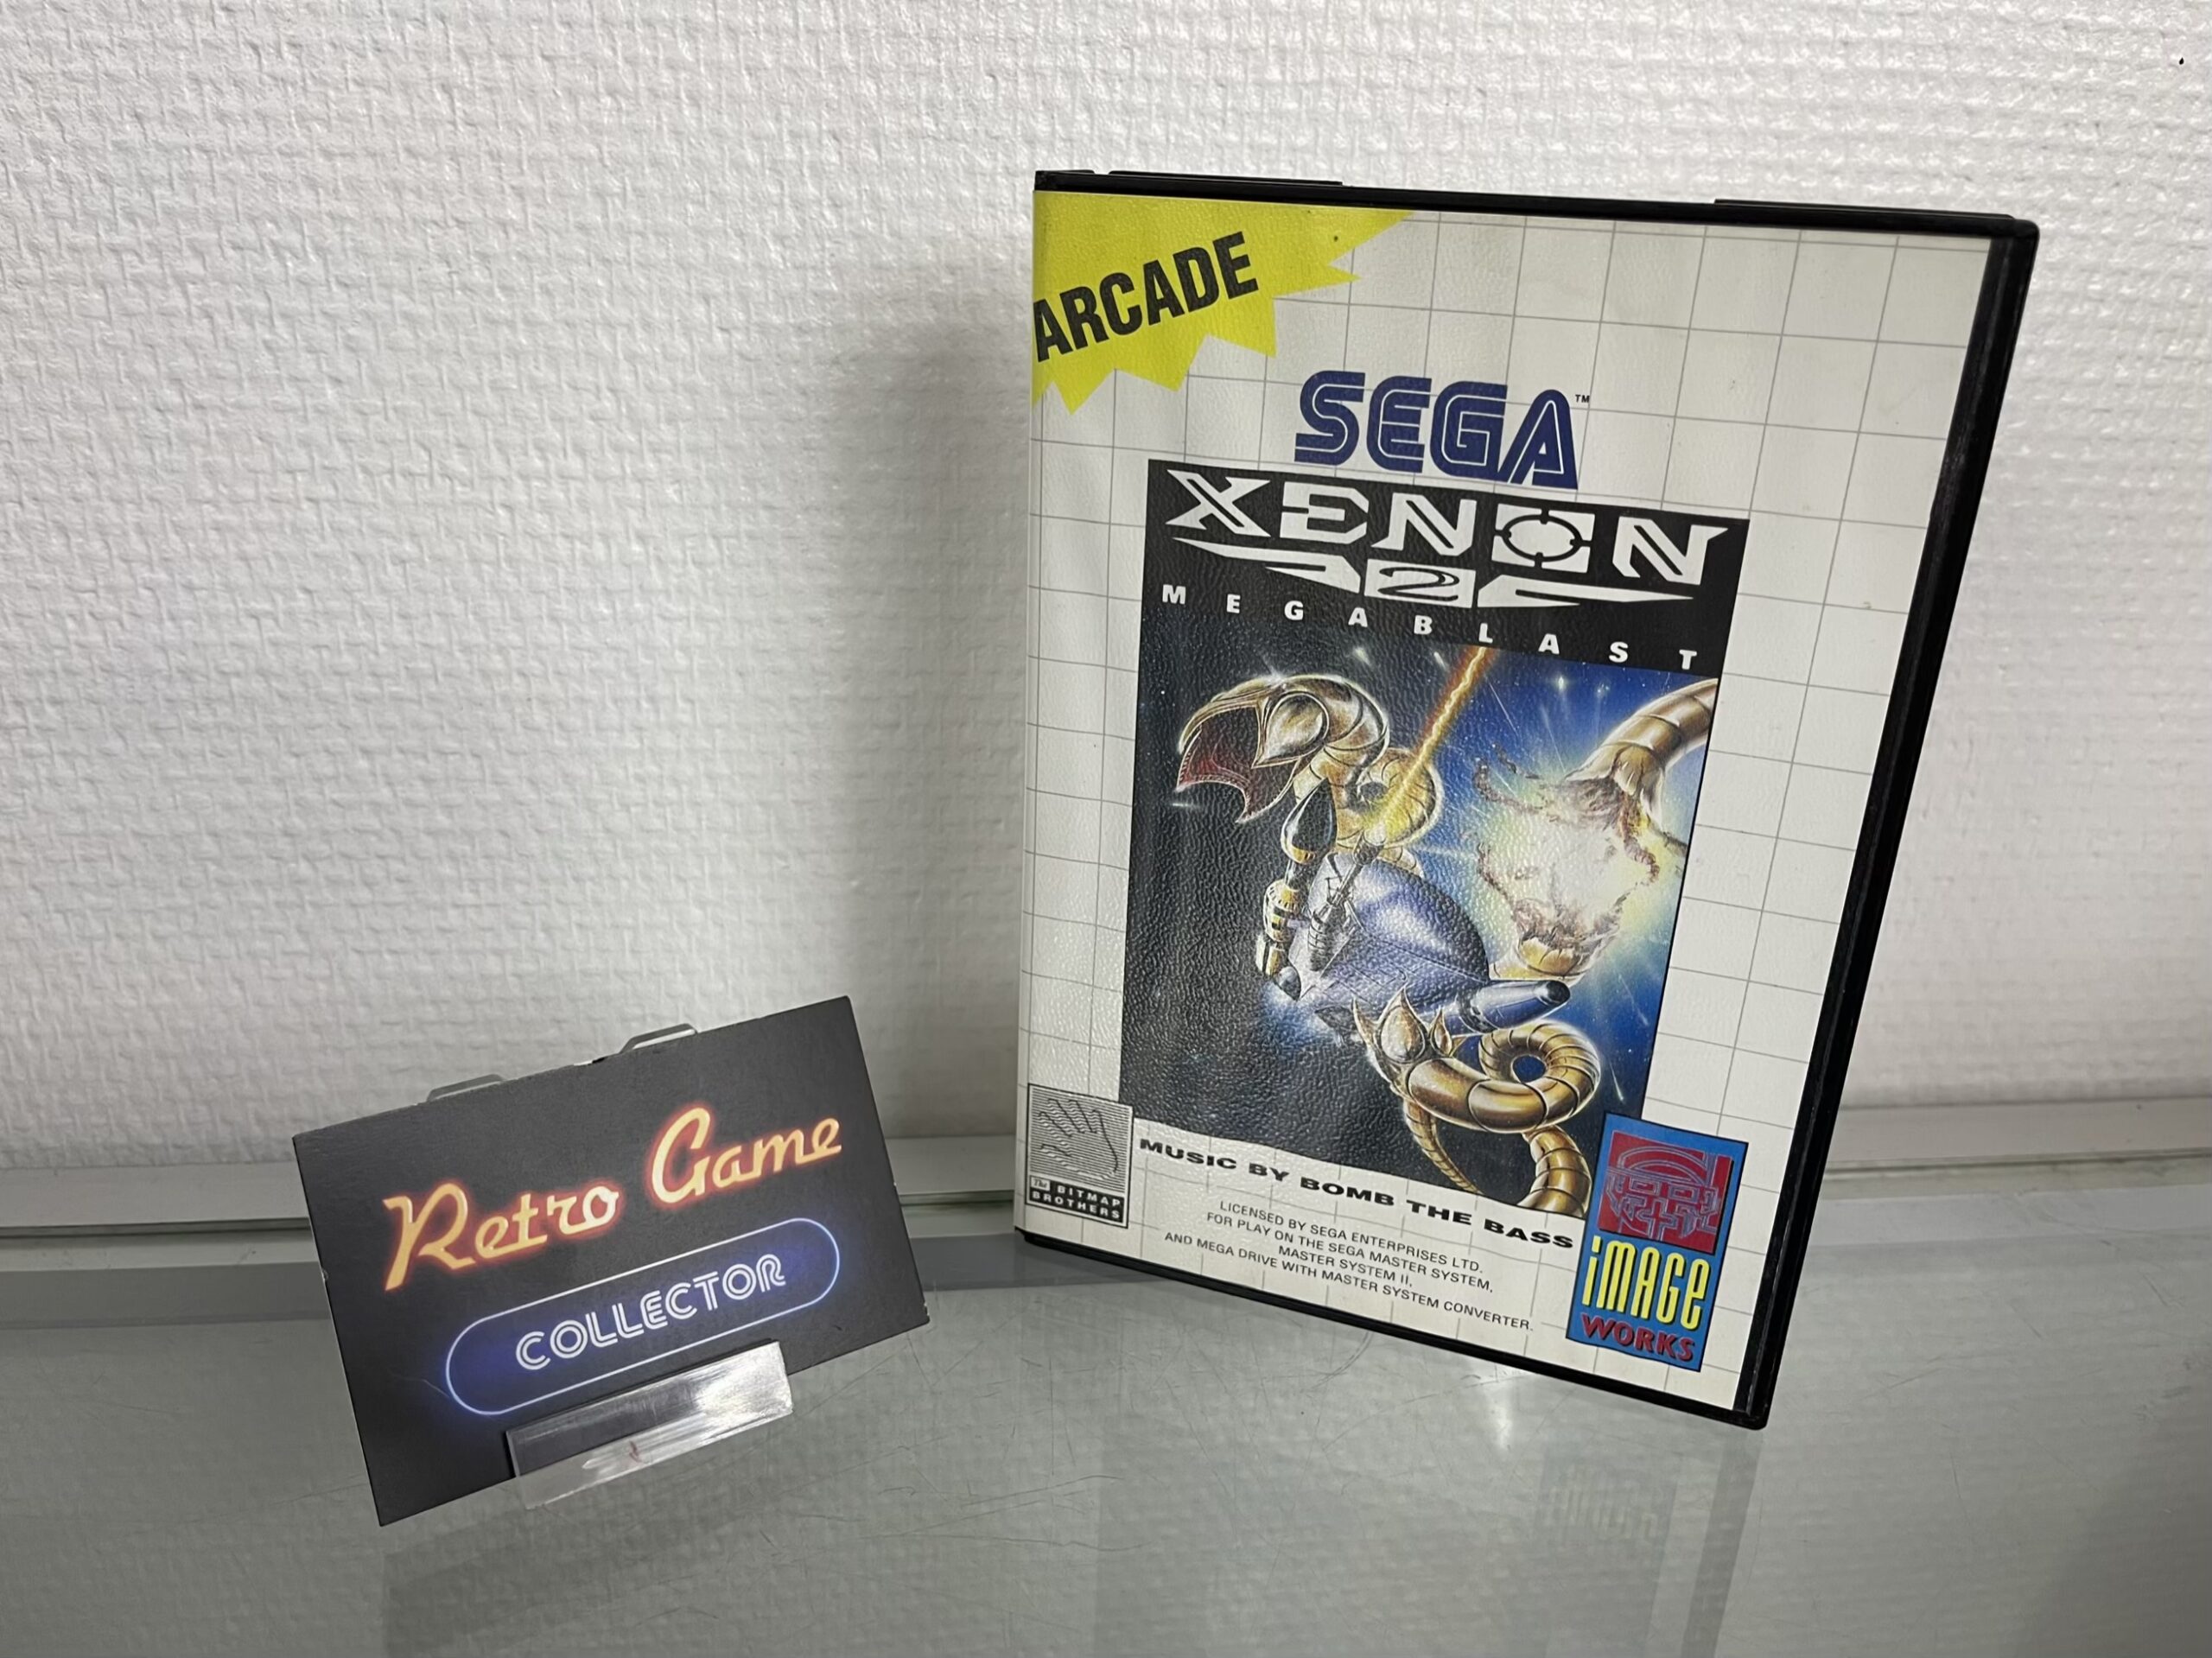 ARCADE
SEGA™
XENON
2
MEGABLAST
The BITMAP
BROTHERS
MUSIC BY BOMB THE BASS
LICENSED BY SEGA ENTERPRISES LTD.
FOR PLAY ON THE SEGA MASTER SYSTEM,
MASTER SYSTEM II,
AND MEGA DRIVE WITH MASTER SYSTEM CONVERTER.
iMAGe
WORKS
Retro Game
COLLECTOR